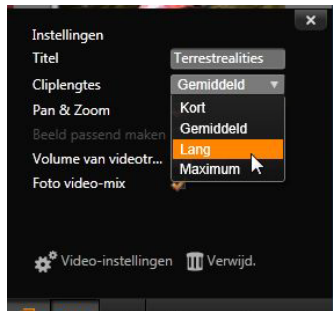 Instellingen
Titel Terrestrealities
Cliplengtes Gemiddeld
Pan & Zoom Kort
Gemiddeld
Beeld passend maken
Lang
Volume van videotr...
Maximum
Foto video-mix
Video-instellingen Verwijd.